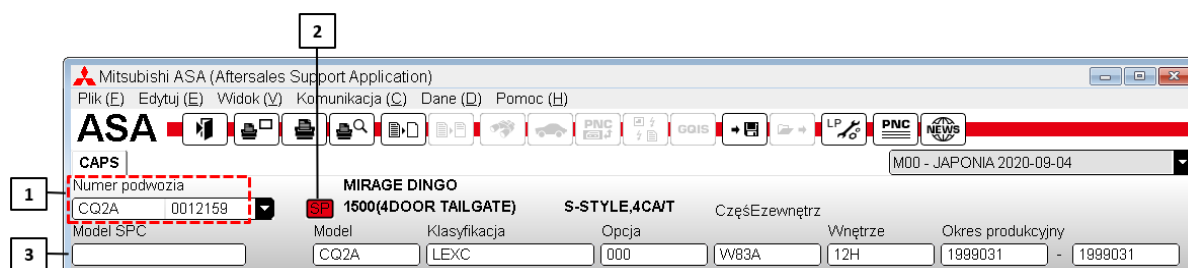 2
Mitsubishi ASA (Aftersales Support Application)
Plik (F) Edytuj (E) Widok (V) Komunikacja (C) Dane (D) Pomoc (H)
ASA PNC GQIS LP PNC NEWS
CAPS M00 - JAPONIA 2020-09-04
1 Numer podwozia MIRAGE DINGO
CQ2A 0012159 SP 1500(4DOOR TAILGATE) S-STYLE,4CA/T CzęśEzewnętrz
Model SPC Model Klasyfikacja Opcja Wnętrze Okres produkcyjny
3 CQ2A LEXC 000 W83A 12H 1999031 - 1999031